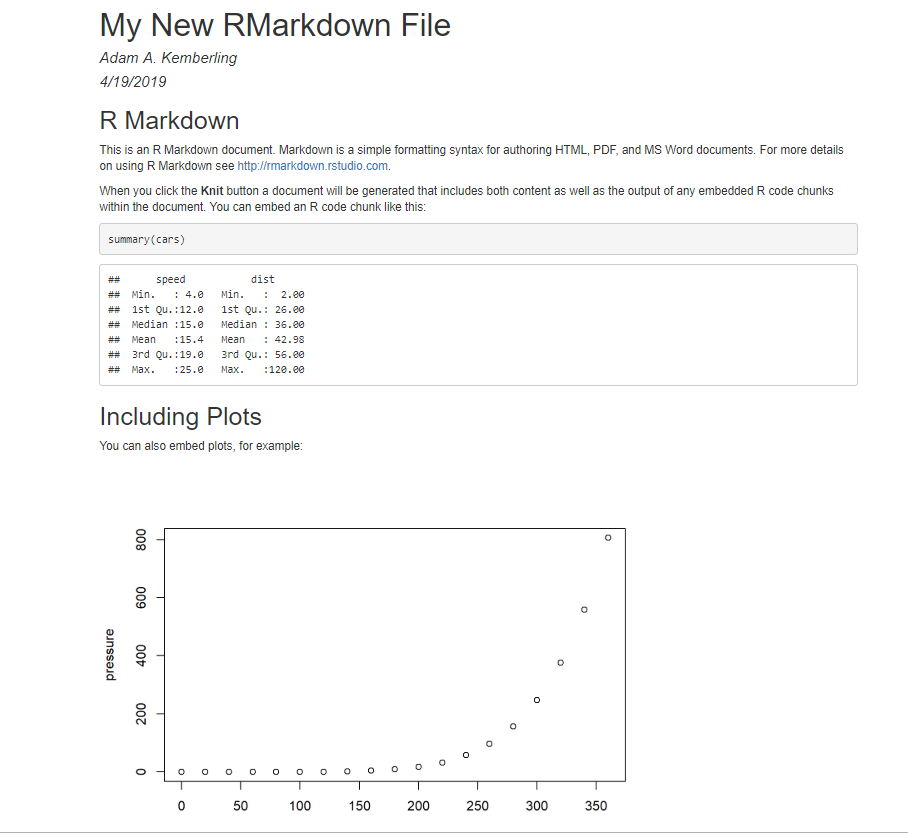 My New RMarkdown File
Adam A. Kemberling
4/19/2019
R Markdown
This is an R Markdown document. Markdown is a simple formatting syntax for authoring HTML, PDF, and MS Word documents. For more details
on using R Markdown see http://rmarkdown.rstudio.com.
When you click the Knit button a document will be generated that includes both content as well as the output of any embedded R code chunks
within the document. You can embed an R code chunk like this:
summary(cars)
##      speed           dist
##  Min.   : 4.0   Min.   :  2.00
##  1st Qu.:12.0   1st Qu.: 26.00
##  Median :15.0   Median : 36.00
##  Mean   :15.4   Mean   : 42.98
##  3rd Qu.:19.0   3rd Qu.: 56.00
##  Max.   :25.0   Max.   :120.00
Including Plots
You can also embed plots, for example:
800
600
400
200
0
pressure
0 50 100 150 200 250 300 350